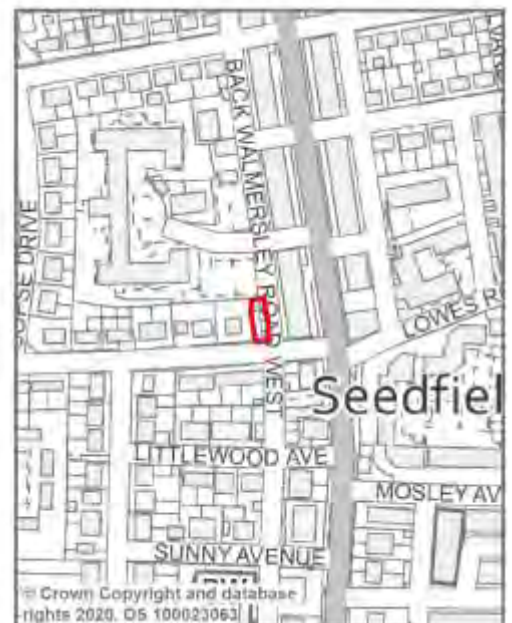 BACK WALMERSLEY ROAD WEST
DRIVE
LOWES R
Seedfiel
LITTLEWOOD AVE
MOSLEY AV
SUNNY AVENUE
© Crown Copyright and database
rights 2020. OS 100023063